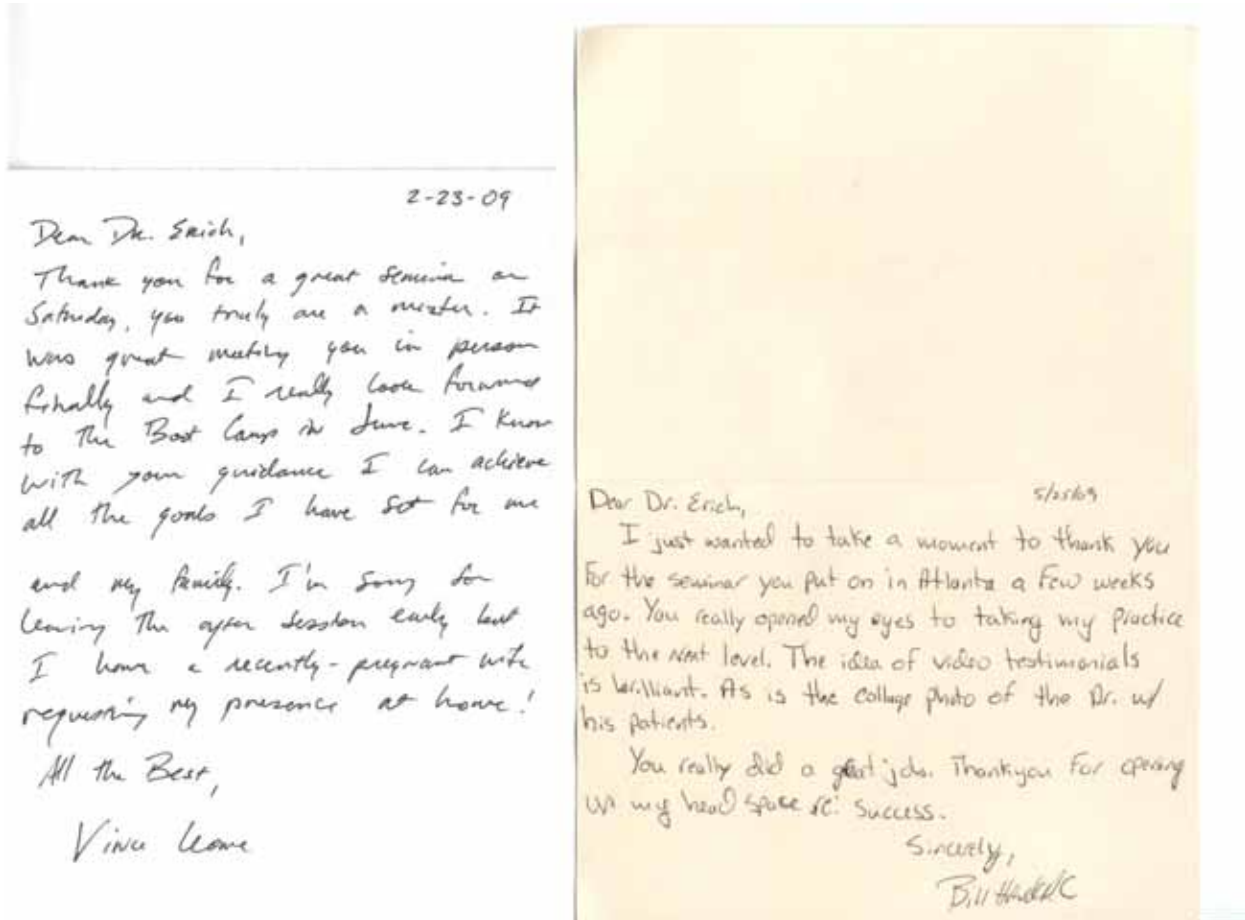 2-23-09
Dear Dr. Erich,
Thank you for a great seminar on
Saturday, you truly are a master. It
was great meeting you in person
finally and I really look forward
to the Boot Camp in June. I know
with your guidance I can achieve
all the goals I have set for me
and my family. I'm sorry for
leaving the after session early but
I have a recently-pregnant wife
requesting my presence at home!
All the Best,
Vince
Dear Dr. Erich,
5/25/09
I just wanted to take a moment to thank you
for the seminar you put on in Atlanta a few weeks
ago. You really opened my eyes to taking my practice
to the next level. The idea of video testimonials
is brilliant. As is the collage photo of the Dr. w/
his patients.
You really did a great job. Thankyou for opening
up my head space re: success.
Sincerely,
Bill